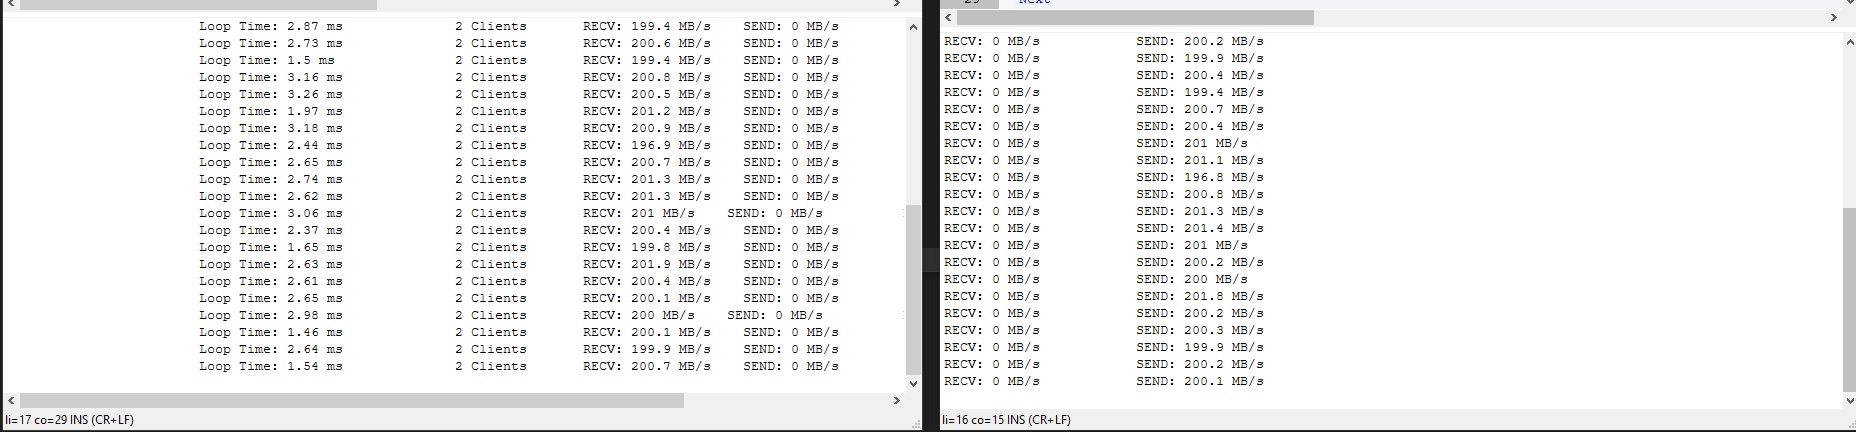 Loop Time: 2.87 ms 2 Clients RECV: 199.4 MB/s SEND: 0 MB/s
Loop Time: 2.73 ms 2 Clients RECV: 200.6 MB/s SEND: 0 MB/s
Loop Time: 1.5 ms 2 Clients RECV: 199.4 MB/s SEND: 0 MB/s
Loop Time: 3.16 ms 2 Clients RECV: 200.8 MB/s SEND: 0 MB/s
Loop Time: 3.26 ms 2 Clients RECV: 200.5 MB/s SEND: 0 MB/s
Loop Time: 1.97 ms 2 Clients RECV: 201.2 MB/s SEND: 0 MB/s
Loop Time: 3.18 ms 2 Clients RECV: 200.9 MB/s SEND: 0 MB/s
Loop Time: 2.44 ms 2 Clients RECV: 196.9 MB/s SEND: 0 MB/s
Loop Time: 2.65 ms 2 Clients RECV: 200.7 MB/s SEND: 0 MB/s
Loop Time: 2.74 ms 2 Clients RECV: 201.3 MB/s SEND: 0 MB/s
Loop Time: 2.62 ms 2 Clients RECV: 201.3 MB/s SEND: 0 MB/s
Loop Time: 3.06 ms 2 Clients RECV: 201 MB/s SEND: 0 MB/s
Loop Time: 2.37 ms 2 Clients RECV: 200.4 MB/s SEND: 0 MB/s
Loop Time: 1.65 ms 2 Clients RECV: 199.8 MB/s SEND: 0 MB/s
Loop Time: 2.63 ms 2 Clients RECV: 201.9 MB/s SEND: 0 MB/s
Loop Time: 2.61 ms 2 Clients RECV: 200.4 MB/s SEND: 0 MB/s
Loop Time: 2.65 ms 2 Clients RECV: 200.1 MB/s SEND: 0 MB/s
Loop Time: 2.98 ms 2 Clients RECV: 200 MB/s SEND: 0 MB/s
Loop Time: 1.46 ms 2 Clients RECV: 200.1 MB/s SEND: 0 MB/s
Loop Time: 2.64 ms 2 Clients RECV: 199.9 MB/s SEND: 0 MB/s
Loop Time: 1.54 ms 2 Clients RECV: 200.7 MB/s SEND: 0 MB/s
li=17 co=29 INS (CR+LF)
Next
RECV: 0 MB/s SEND: 200.2 MB/s
RECV: 0 MB/s SEND: 199.9 MB/s
RECV: 0 MB/s SEND: 200.4 MB/s
RECV: 0 MB/s SEND: 199.4 MB/s
RECV: 0 MB/s SEND: 200.7 MB/s
RECV: 0 MB/s SEND: 200.4 MB/s
RECV: 0 MB/s SEND: 201 MB/s
RECV: 0 MB/s SEND: 201.1 MB/s
RECV: 0 MB/s SEND: 196.8 MB/s
RECV: 0 MB/s SEND: 200.8 MB/s
RECV: 0 MB/s SEND: 201.3 MB/s
RECV: 0 MB/s SEND: 201.4 MB/s
RECV: 0 MB/s SEND: 201 MB/s
RECV: 0 MB/s SEND: 200.2 MB/s
RECV: 0 MB/s SEND: 200 MB/s
RECV: 0 MB/s SEND: 201.8 MB/s
RECV: 0 MB/s SEND: 200.2 MB/s
RECV: 0 MB/s SEND: 200.3 MB/s
RECV: 0 MB/s SEND: 199.9 MB/s
RECV: 0 MB/s SEND: 200.2 MB/s
RECV: 0 MB/s SEND: 200.1 MB/s
li=16 co=15 INS (CR+LF)